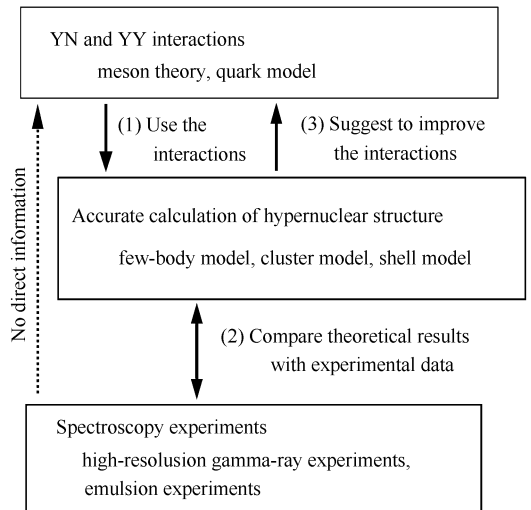 YN and YY interactions
meson theory, quark model
(1) Use the
interactions
(3) Suggest to improve
the interactions
No direct information
Accurate calculation of hypernuclear structure
few-body model, cluster model, shell model
(2) Compare theoretical results
with experimental data
Spectroscopy experiments
high-resolusion gamma-ray experiments,
emulsion experiments